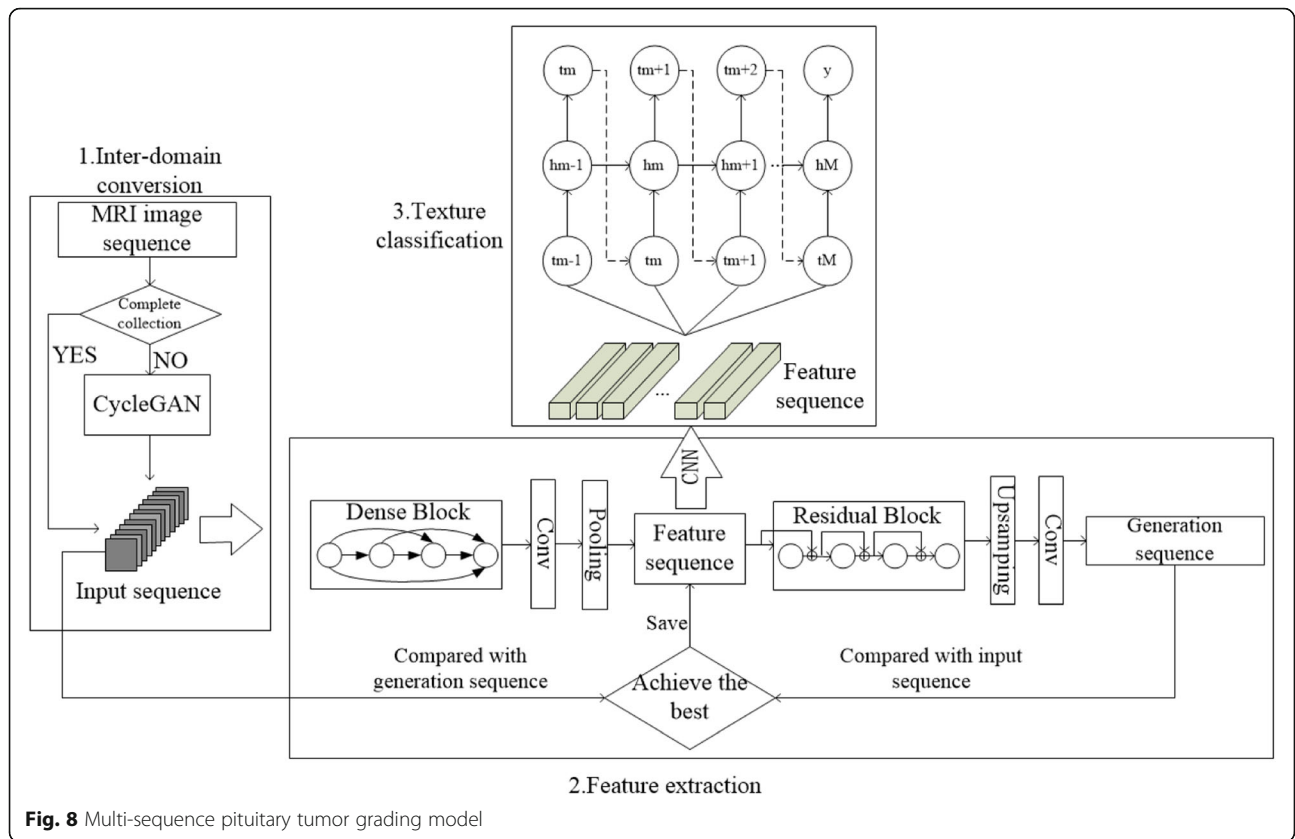 1.Inter-domain
conversion
MRI image
sequence
Complete
collection
YES
NO
CycleGAN
Input sequence
3.Texture
classification
tm
tm+1
tm+2
y
hm-1
hm
hm+1
...
hM
tm-1
tm
tm+1
tM
...
Feature
sequence
CNN
Dense Block
Conv
Pooling
Feature
sequence
Residual Block
Upsamping
Conv
Generation
sequence
Save
Compared with
generation sequence
Achieve the
best
Compared with input
sequence
2.Feature extraction
Fig. 8 Multi-sequence pituitary tumor grading model